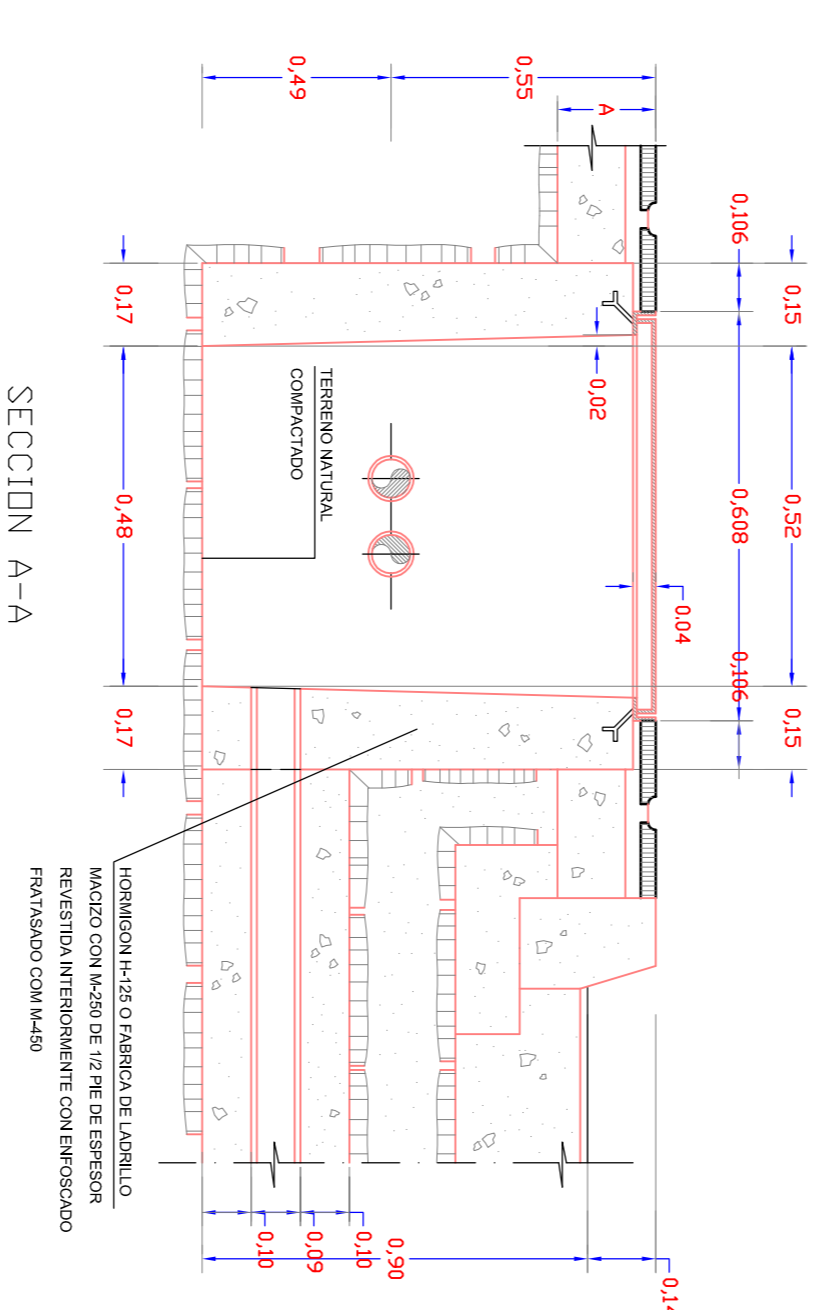 0,15 0,52 0,15
0,106 0,608 0,106
0.04
0,14
A
0,02
0,55
0,90
0,10
0,09
0,10
0,49
TERRENO NATURAL
COMPACTADO
0,17 0,48 0,17
HORMIGON H-125 O FABRICA DE LADRILLO
MACIZO CON M-250 DE 1/2 PIE DE ESPESOR
REVESTIDA INTERIORMENTE CON ENFOSCADO
FRATASADO COM M-450
SECCION A-A